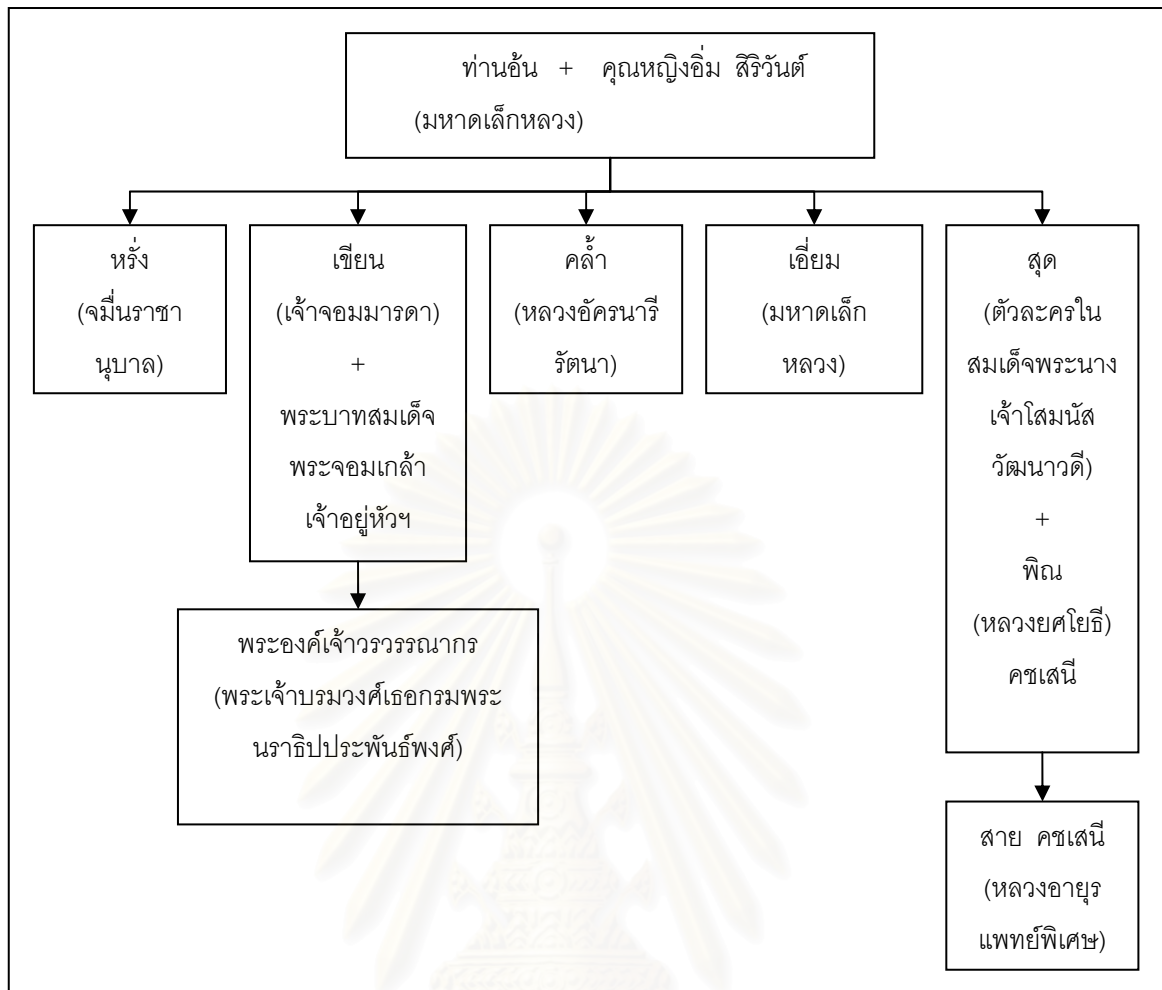 ท่านอ้น + คุณหญิงอิ่ม สิริวันต์
(มหาดเล็กหลวง)
หรั่ง
(จมื่นราชา
นุบาล)
เขียน
(เจ้าจอมมารดา)
+
พระบาทสมเด็จ
พระจอมเกล้า
เจ้าอยู่หัวฯ
คล้ำ
(หลวงอัครนารี
รัตนา)
เอี่ยม
(มหาดเล็ก
หลวง)
สุด
(ตัวละครใน
สมเด็จพระนาง
เจ้าโสมนัส
วัฒนาวดี)
+
พิณ
(หลวงยศโยธี)
คชเสนี
พระองค์เจ้าวรวรรณากร
(พระเจ้าบรมวงศ์เธอกรมพระ
นราธิปประพันธ์พงศ์)
สาย คชเสนี
(หลวงอายุร
แพทย์พิเศษ)